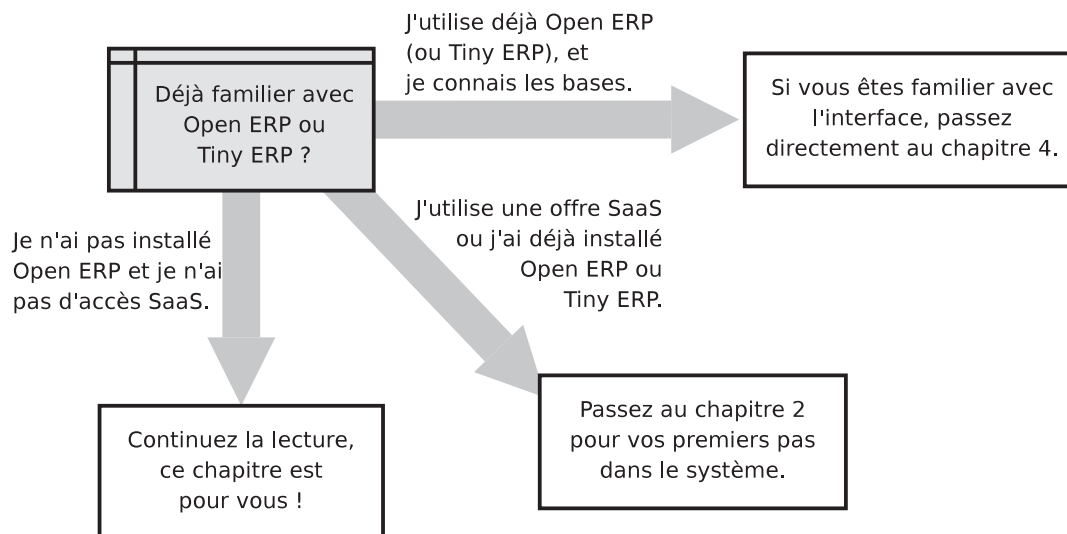 J'utilise déjà Open ERP
(ou Tiny ERP), et
je connais les bases.
Déjà familier avec
Open ERP ou
Tiny ERP ?
Si vous êtes familier avec
l'interface, passez
directement au chapitre 4.
J'utilise une offre SaaS
ou j'ai déjà installé
Open ERP ou
Tiny ERP.
Je n'ai pas installé
Open ERP et je n'ai
pas d'accès SaaS.
Passez au chapitre 2
pour vos premiers pas
dans le système.
Continuez la lecture,
ce chapitre est
pour vous !